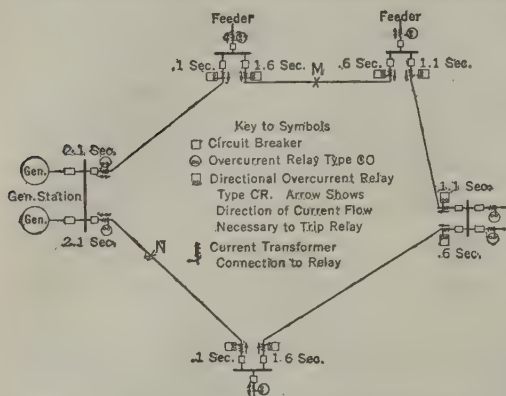 Feeder
Feeder
.1 Sec.
1.6 Sec.
M
.6 Sec.
1.1 Sec.
Key to Symbols
Circuit Breaker
Overcurrent Relay Type CO
Directional Overcurrent Relay
Type CR. Arrow Shows
Direction of Current Flow
Necessary to Trip Relay
Current Transformer
Connection to Relay
2.1 Sec.
Gen.
Gen. Station
Gen.
2.1 Sec.
N
1.1 Sec.
.6 Sec.
.1 Sec.
1.6 Sec.